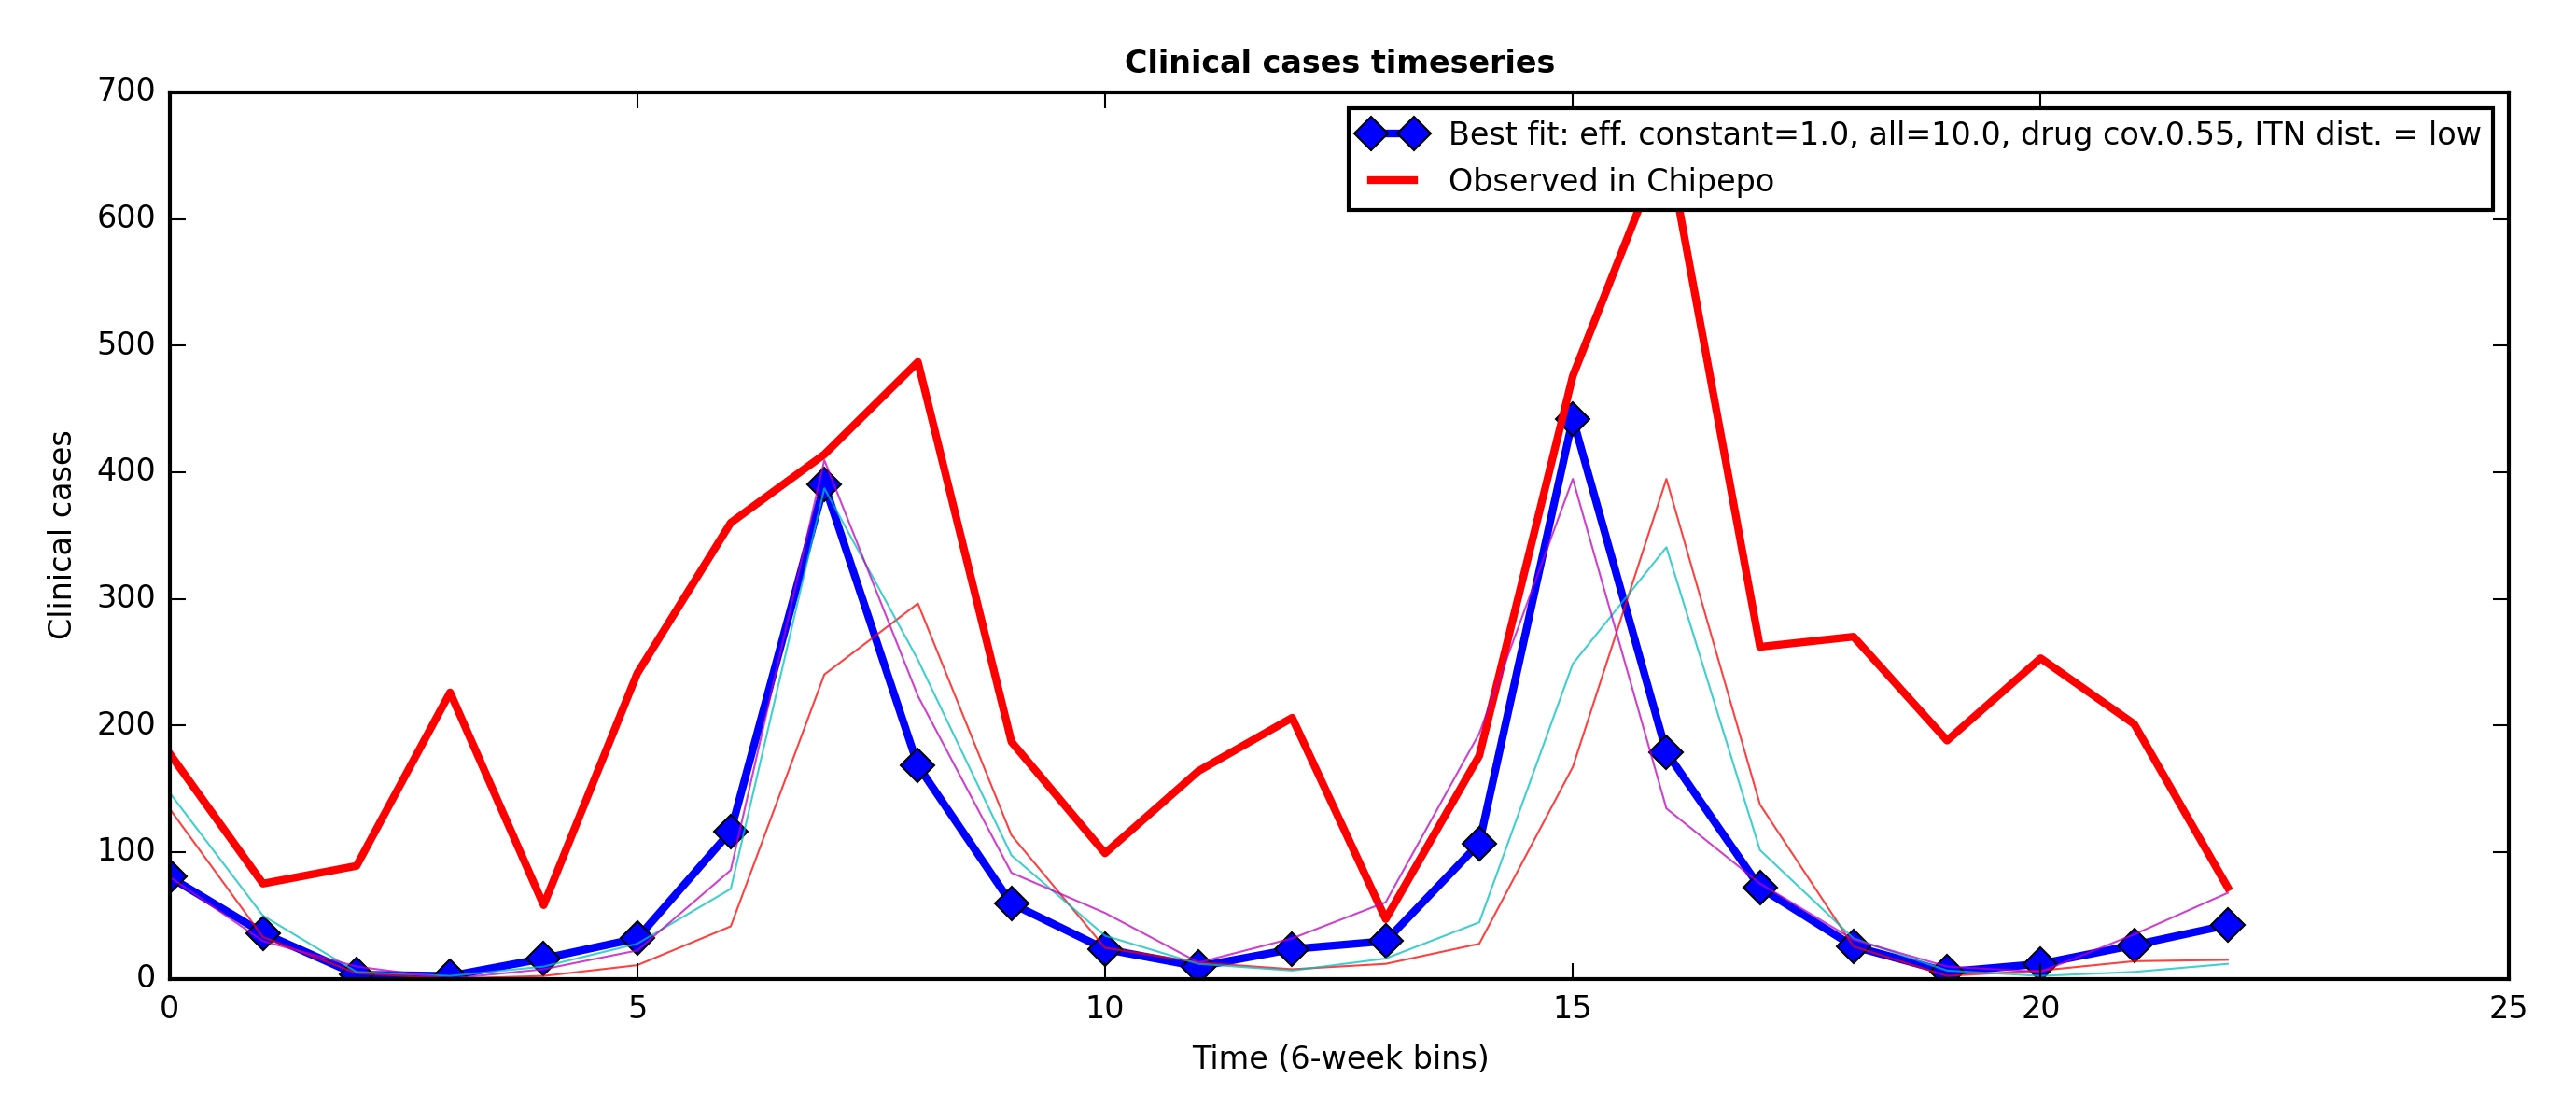 Clinical cases timeseries
700
600
500
400
300
200
100
0
Clinical cases
Best fit: eff. constant=1.0, all=10.0, drug cov.0.55, ITN dist. = low
Observed in Chipepo
0 5 10 15 20 25
Time (6-week bins)